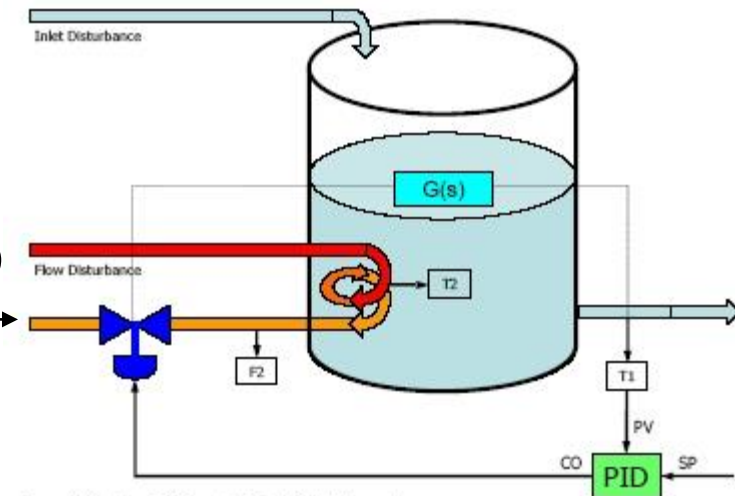 Inlet Disturbance
G(s)
)
Flow Disturbance
T2
F2
T1
PV
CO
PID
SP